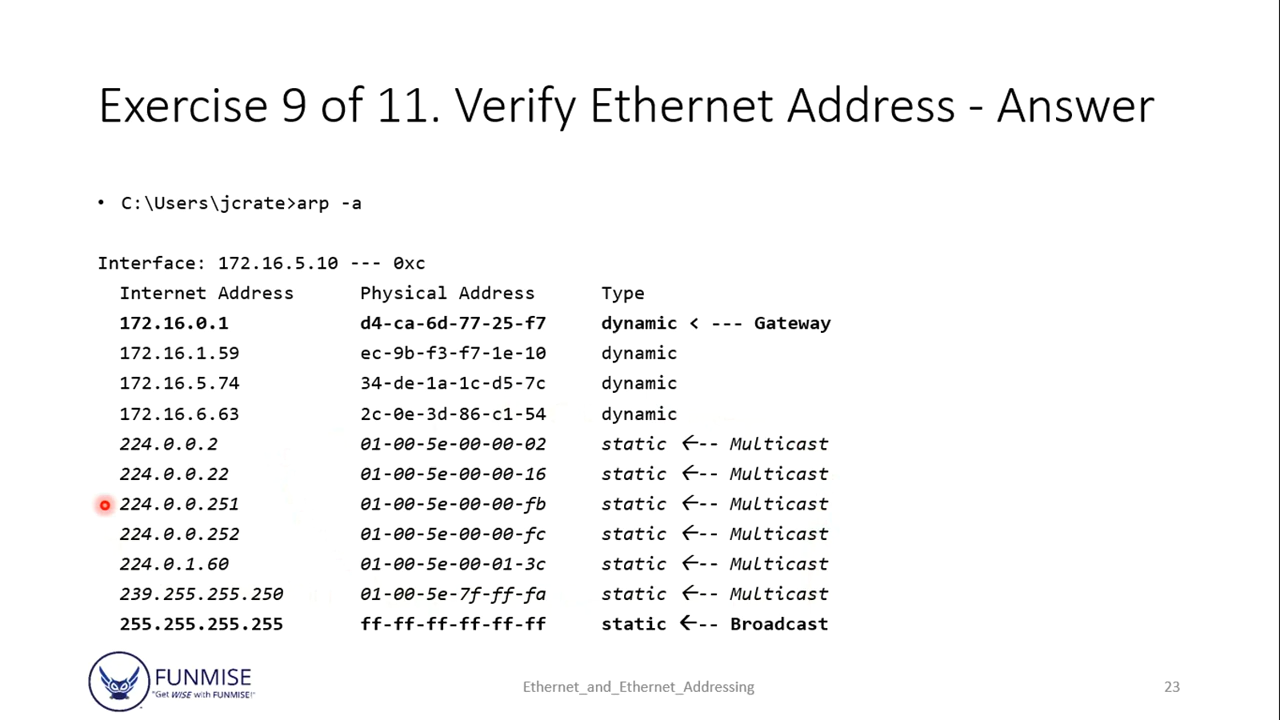 Exercise 9 of 11. Verify Ethernet Address - Answer
• C:\Users\jcrate>arp -a
Interface: 172.16.5.10 --- 0xc
Internet Address Physical Address Type
172.16.0.1 d4-ca-6d-77-25-f7 dynamic < --- Gateway
172.16.1.59 ec-9b-f3-f7-1e-10 dynamic
172.16.5.74 34-de-1a-1c-d5-7c dynamic
172.16.6.63 2c-0e-3d-86-c1-54 dynamic
224.0.0.2 01-00-5e-00-00-02 static ←-- Multicast
224.0.0.22 01-00-5e-00-00-16 static ←-- Multicast
224.0.0.251 01-00-5e-00-00-fb static ←-- Multicast
224.0.0.252 01-00-5e-00-00-fc static ←-- Multicast
224.0.1.60 01-00-5e-00-01-3c static ←-- Multicast
239.255.255.250 01-00-5e-7f-ff-fa static ←-- Multicast
255.255.255.255 ff-ff-ff-ff-ff-ff static ←-- Broadcast
FUNMISE
"Get WISE with FUNMISE!"
Ethernet_and_Ethernet_Addressing
23